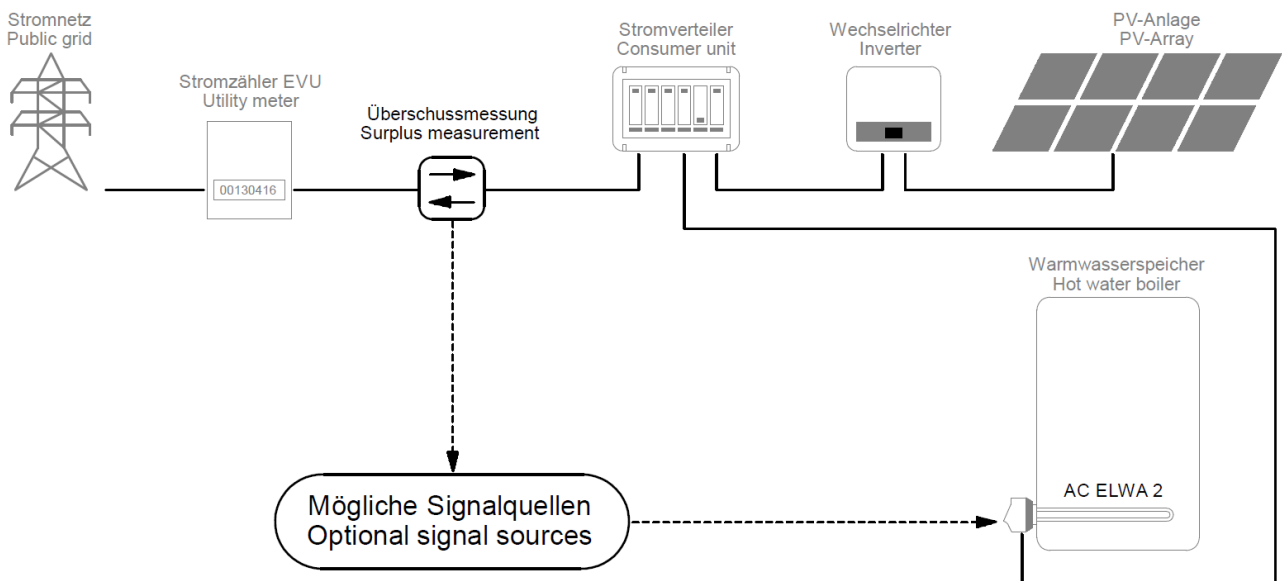 Stromnetz
Public grid
Stromzähler EVU
Utility meter
00130416
Überschussmessung
Surplus measurement
Stromverteiler
Consumer unit
Wechselrichter
Inverter
PV-Anlage
PV-Array
Warmwasserspeicher
Hot water boiler
AC ELWA 2
Mögliche Signalquellen
Optional signal sources